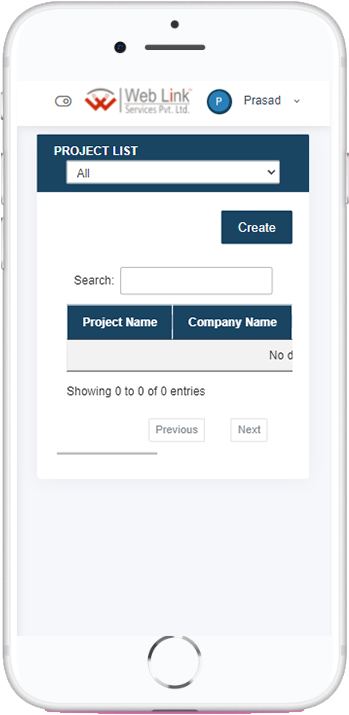 Web Link
Services Pvt. Ltd.
P
Prasad
PROJECT LIST
All
Create
Search:
Project Name
Company Name
No d
Showing 0 to 0 of 0 entries
Previous
Next